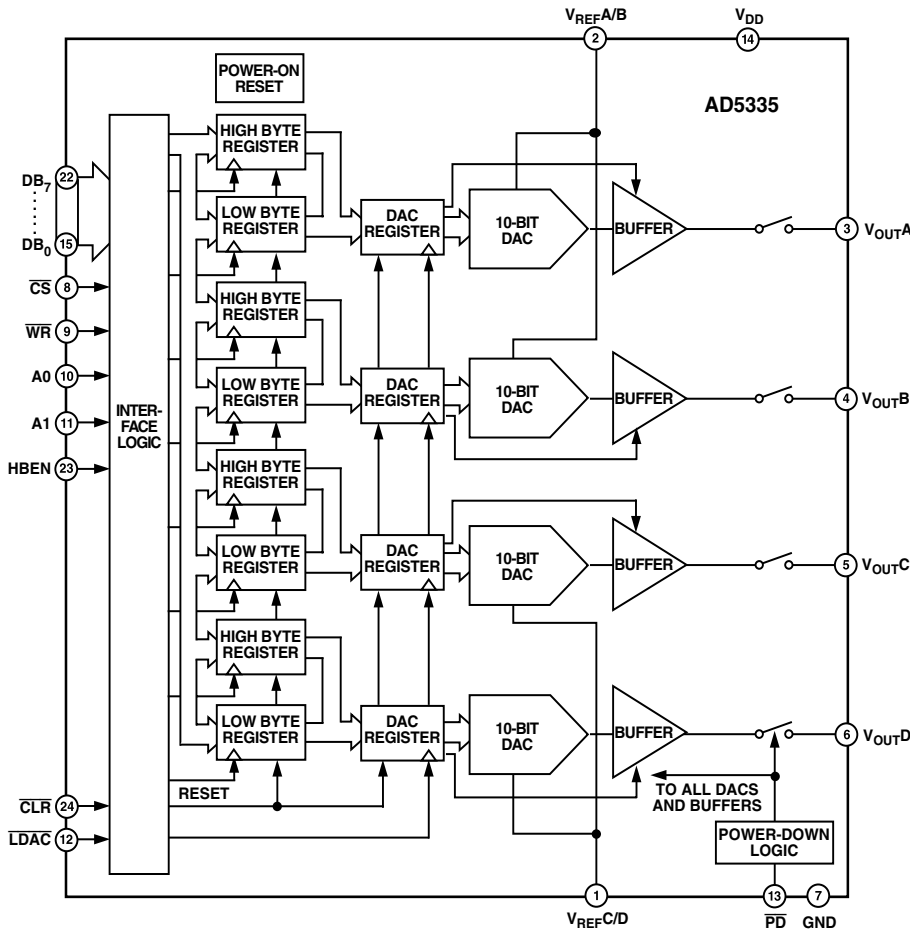 VREFA/B
VDD
2
14
POWER-ON
RESET
AD5335
HIGH BYTE
REGISTER
DB7
22
LOW BYTE
REGISTER
DAC
REGISTER
10-BIT
DAC
BUFFER
3
VOUTA
DB0
15
CS
8
HIGH BYTE
REGISTER
WR
9
A0
10
LOW BYTE
REGISTER
DAC
REGISTER
10-BIT
DAC
BUFFER
4
VOUTB
A1
11
INTER-
FACE
LOGIC
HBEN
23
HIGH BYTE
REGISTER
LOW BYTE
REGISTER
DAC
REGISTER
10-BIT
DAC
BUFFER
5
VOUTC
HIGH BYTE
REGISTER
LOW BYTE
REGISTER
DAC
REGISTER
10-BIT
DAC
BUFFER
6
VOUTD
RESET
TO ALL DACS
AND BUFFERS
CLR
24
LDAC
12
POWER-DOWN
LOGIC
1
13
7
VREFC/D
PD
GND